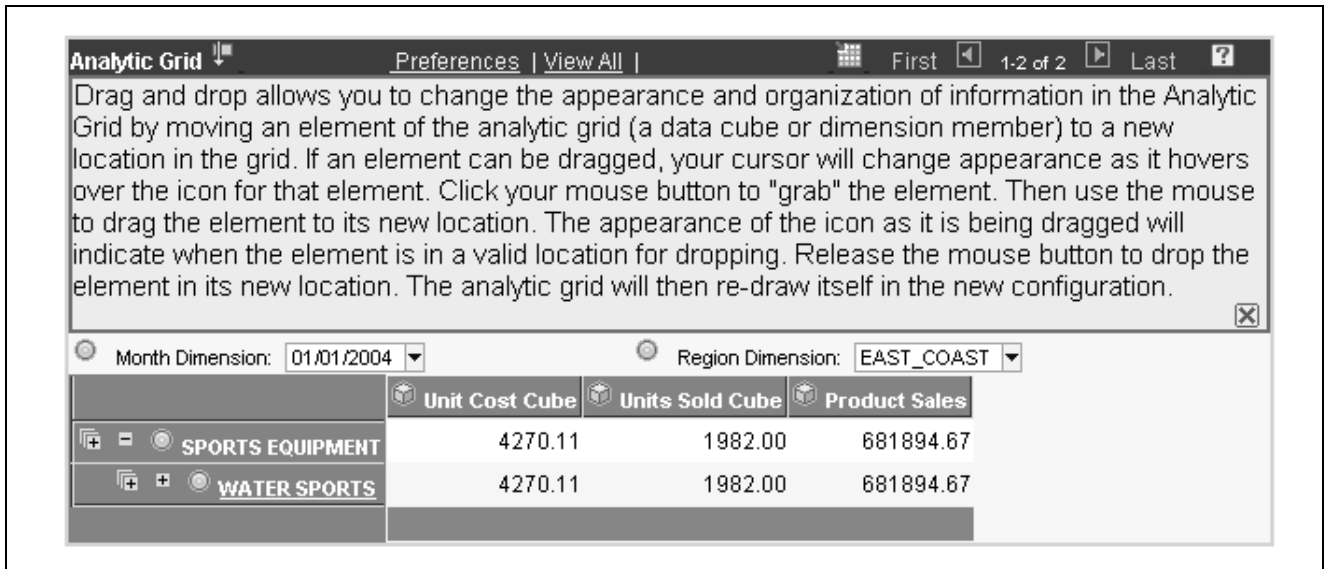 Analytic Grid Preferences | View All | First 1-2 of 2 Last ?
Drag and drop allows you to change the appearance and organization of information in the Analytic
Grid by moving an element of the analytic grid (a data cube or dimension member) to a new
location in the grid. If an element can be dragged, your cursor will change appearance as it hovers
over the icon for that element. Click your mouse button to "grab" the element. Then use the mouse
to drag the element to its new location. The appearance of the icon as it is being dragged will
indicate when the element is in a valid location for dropping. Release the mouse button to drop the
element in its new location. The analytic grid will then re-draw itself in the new configuration.
Month Dimension: 01/01/2004 Region Dimension: EAST_COAST
Unit Cost Cube Units Sold Cube Product Sales
SPORTS EQUIPMENT 4270.11 1982.00 681894.67
WATER SPORTS 4270.11 1982.00 681894.67